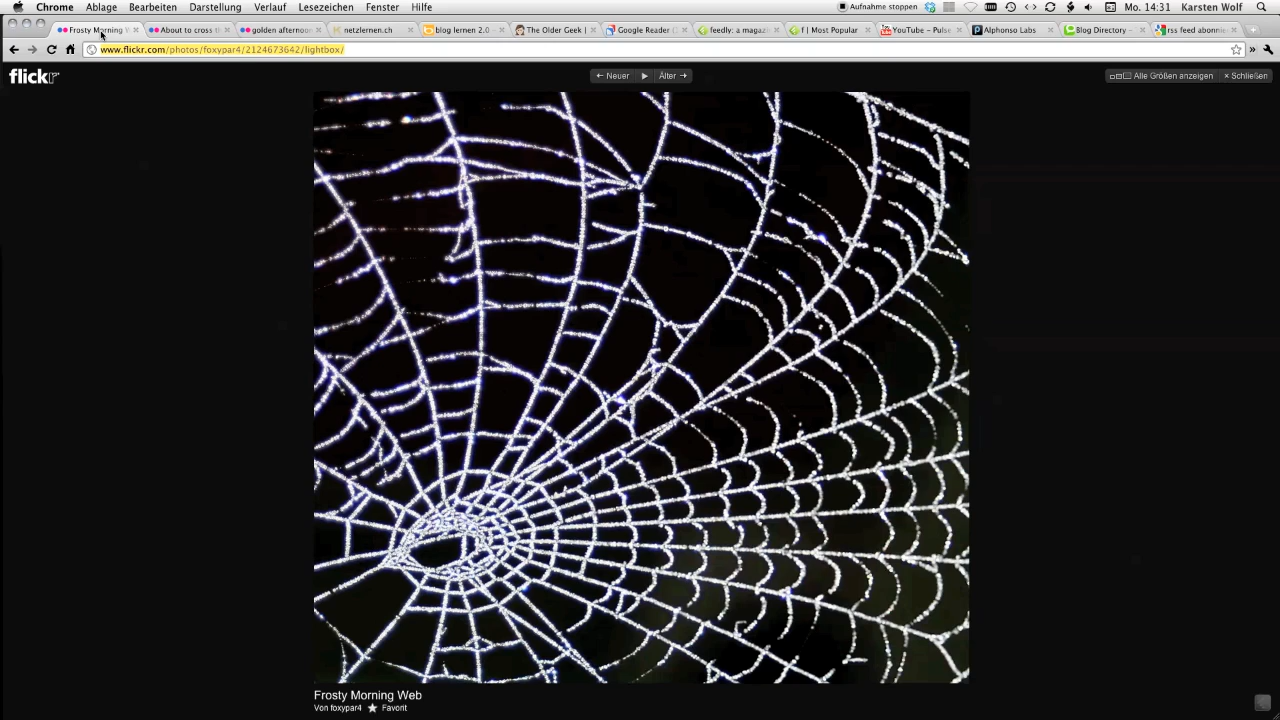 Chrome Ablage Bearbeiten Darstellung Verlauf Lesezeichen Fenster Hilfe Aufnahme stoppen Mo. 14:31 Karsten Wolf
Frosty Morning W About to cross th golden afternoon netzlernen.ch blog lernen 2.0 The Older Geek | Google Reader ( feedly: a magazi f | Most Popular YouTube - Pulse Alphonso Labs Blog Directory - rss feed abonnie
www.flickr.com/photos/foxypar4/2124673642/lightbox/
flickr ← Neuer Älter → Alle Größen anzeigen × Schließen
Frosty Morning Web
Von foxypar4 ★ Favorit